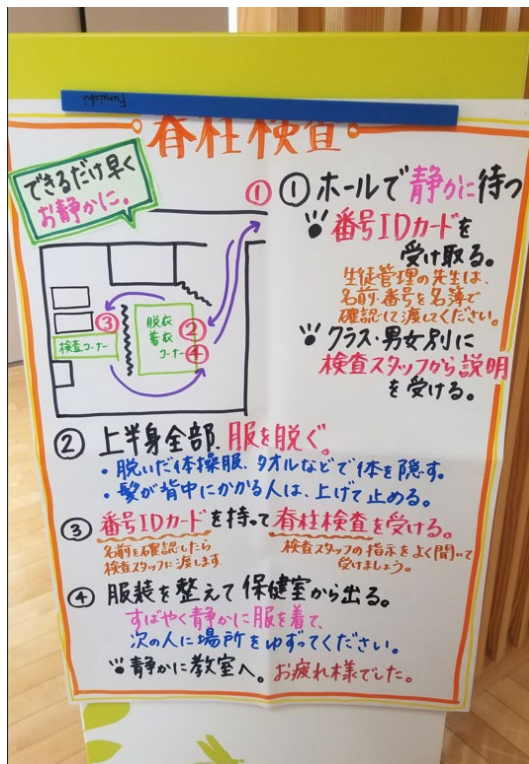 Funishi
脊柱検査
できるだけ早く
お静かに。
①
① ホールで静かに待つ
番号IDカードを
受け取る。
生徒管理の先生は、
名前・番号を名簿で
確認して渡してください。
クラス・男女別に
検査スタッフから説明
を受ける。
③
検査コーナー
脱衣
着衣
コーナー
②
④
② 上半身全部、服を脱ぐ。
・脱いだ体操服、タオルなどで体を隠す。
・髪が背中にかかる人は、上げて止める。
③ 番号IDカードを持って脊柱検査を受ける。
名前を確認したら
検査スタッフに渡します
検査スタッフの指示をよく聞いて
受けましょう。
④ 服装を整えて保健室から出る。
すばやく静かに服を着て、
次の人に場所をゆずってください。
静かに教室へ。お疲れ様でした。